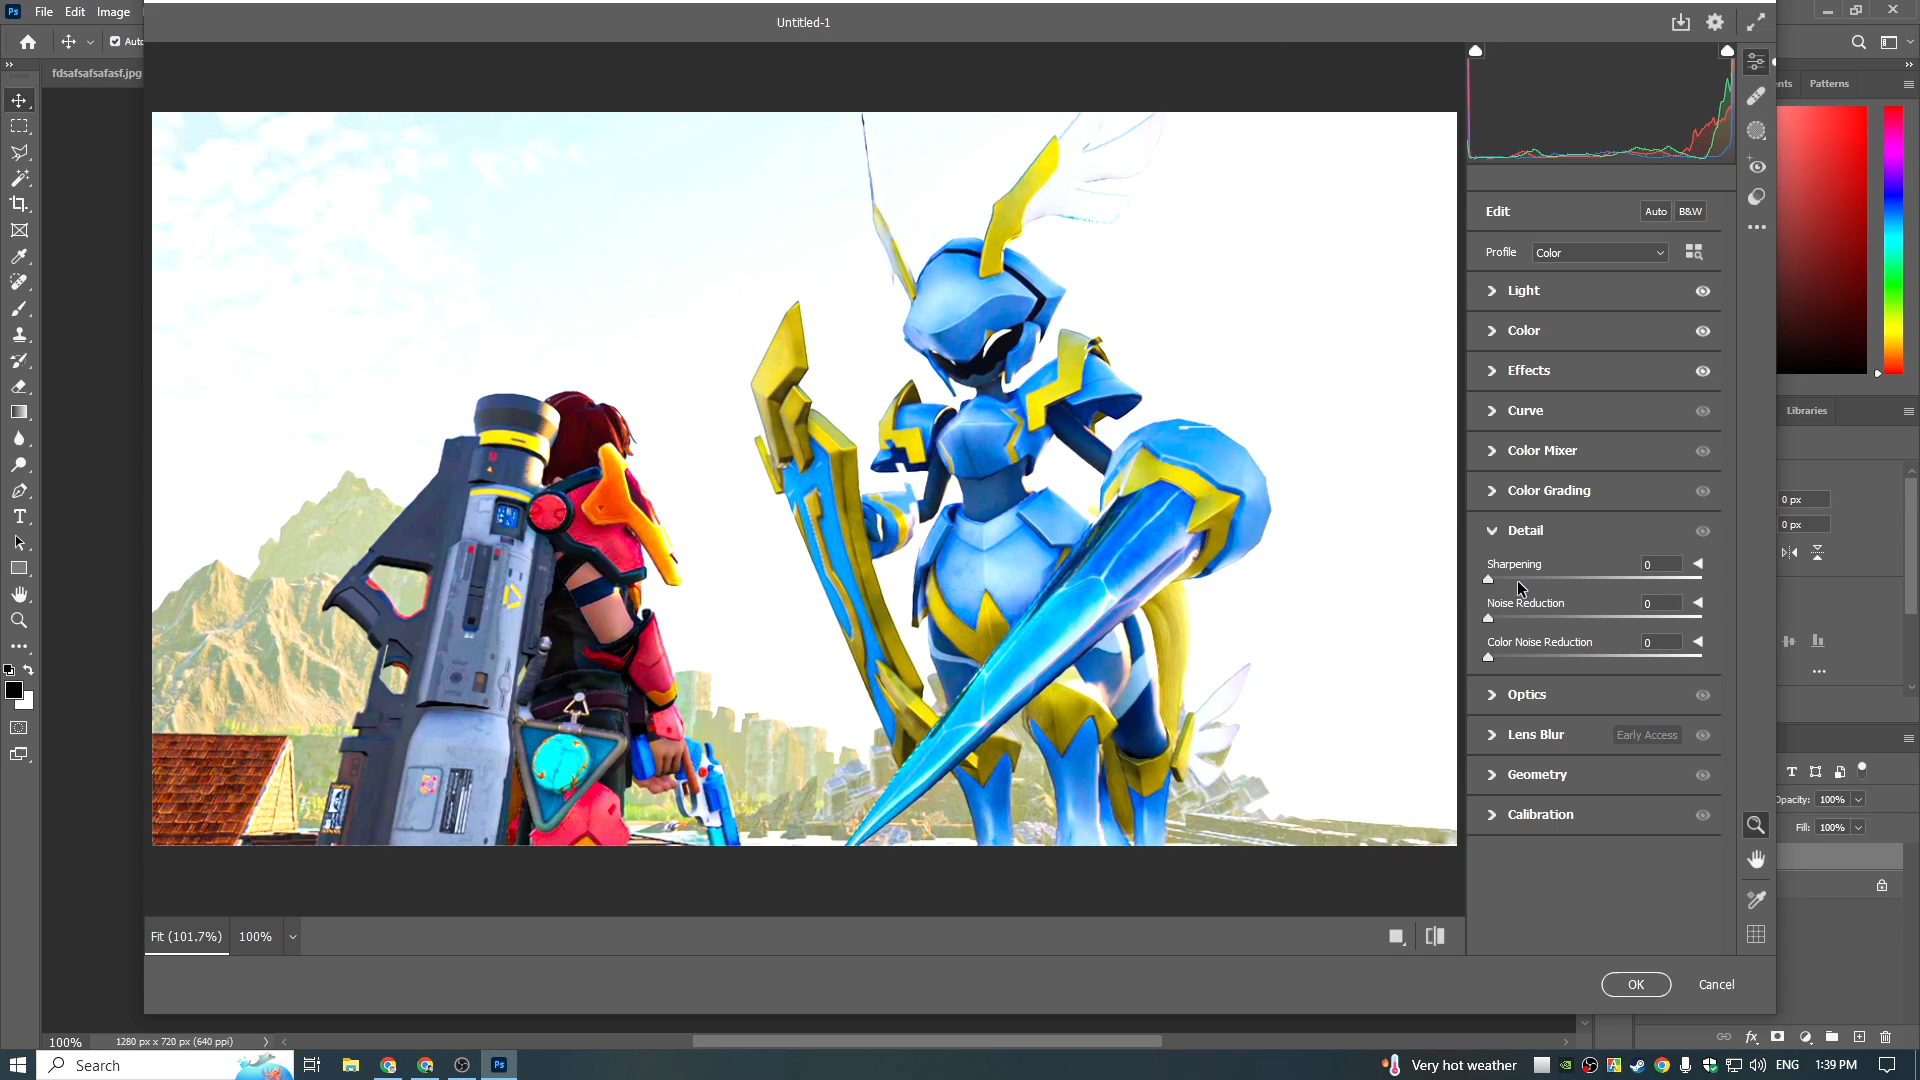 Ps File Edit Image
Untitled-1
Auto
fdsafsafsafasf.jpg
Patterns
Edit Auto B&W
Profile Color
Light
Color
Effects
Curve
Libraries
Color Mixer
Color Grading
0 px
0 px
Detail
Sharpening 0
Noise Reduction 0
Color Noise Reduction 0
Optics
Lens Blur Early Access
Geometry
Calibration
Opacity: 100%
Fill: 100%
Fit (101.7%) 100%
OK Cancel
100% 1280 px x 720 px (640 ppi)
Search
Ps
Very hot weather
ENG 1:39 PM